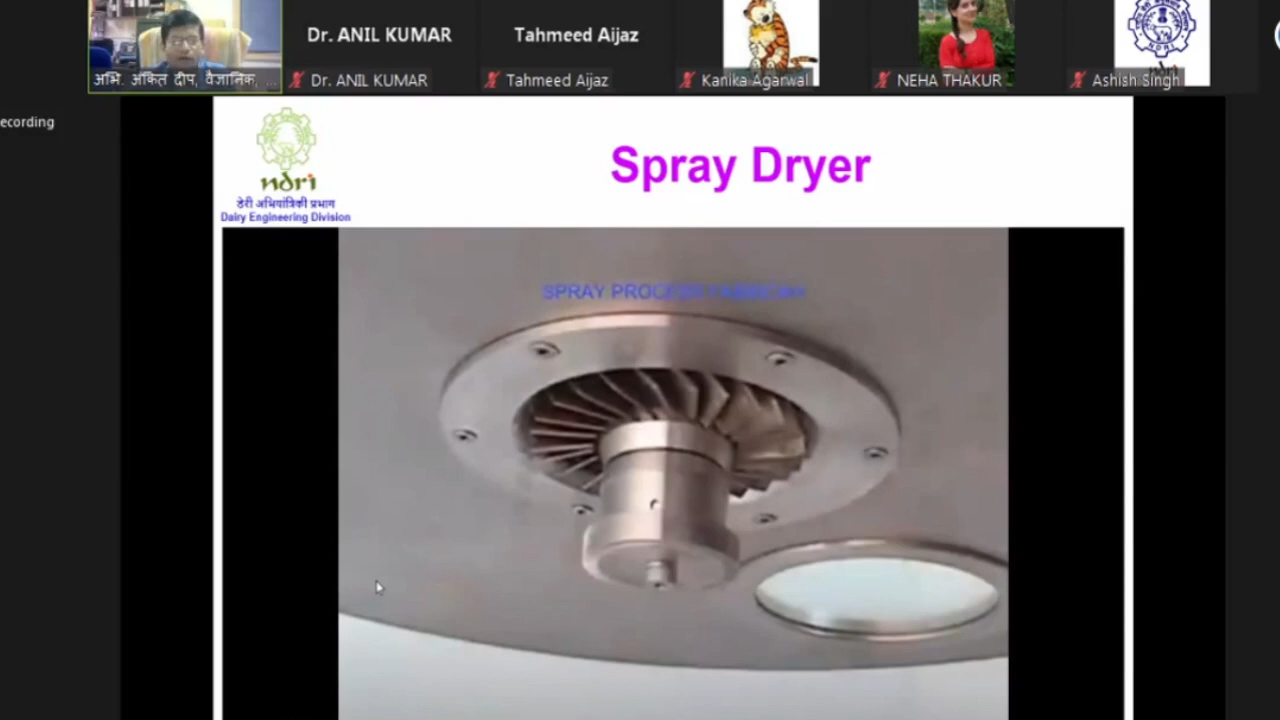 Dr. ANIL KUMAR
Tahmeed Aijaz
अभि. अंकित दीप, वैज्ञानिक, ...
Dr. ANIL KUMAR
Tahmeed Aijaz
Kanika Agarwal
NEHA THAKUR
Ashish Singh
ecording
ndri
डेरी अभियांत्रिकी प्रभाग
Dairy Engineering Division
Spray Dryer
SPRAY